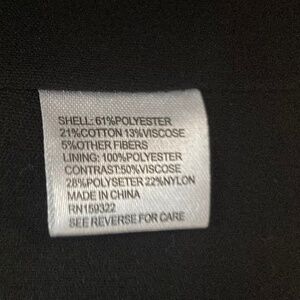 SHELL: 61%POLYESTER
21%COTTON 13%VISCOSE
5%OTHER FIBERS
LINING: 100%POLYESTER
CONTRAST:50%VISCOSE
28%POLYSETER 22%NYLON
MADE IN CHINA
RN159322
SEE REVERSE FOR CARE